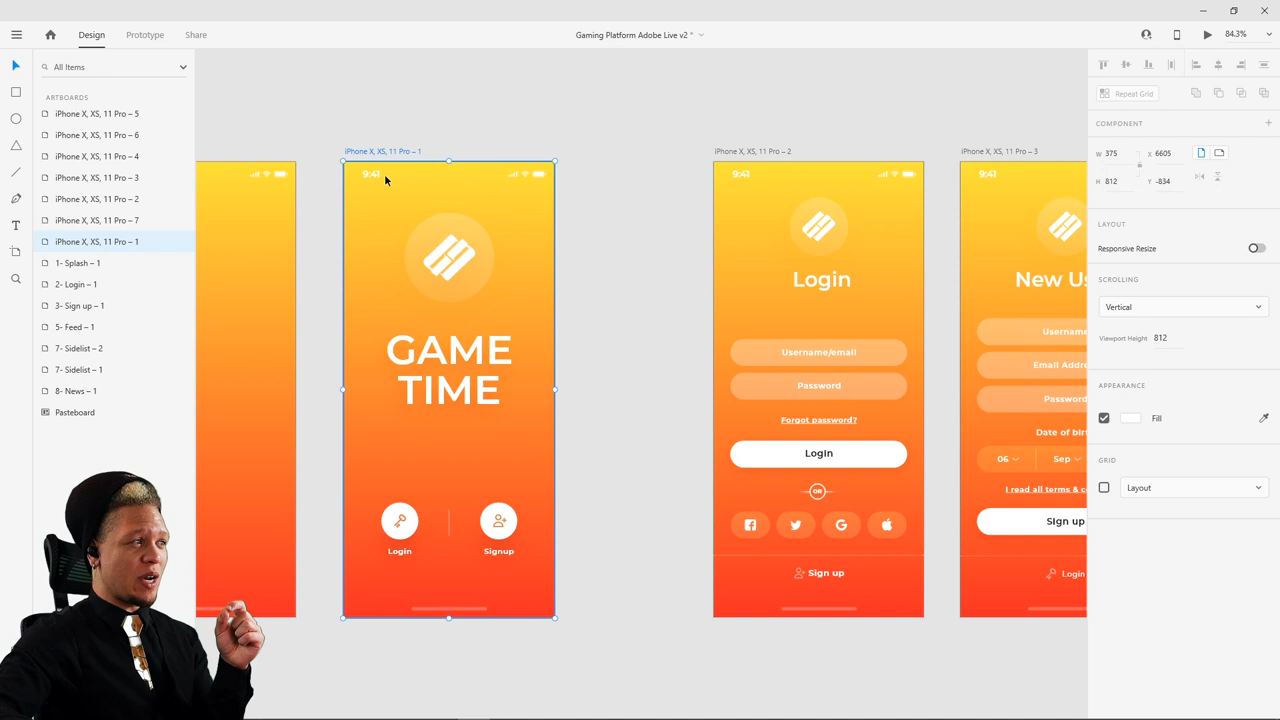 Design
Prototype
Share
Gaming Platform Adobe Live v2 *
84.3%
All Items
ARTBOARDS
iPhone X, XS, 11 Pro – 5
iPhone X, XS, 11 Pro – 6
iPhone X, XS, 11 Pro – 4
iPhone X, XS, 11 Pro – 3
iPhone X, XS, 11 Pro – 2
iPhone X, XS, 11 Pro – 7
iPhone X, XS, 11 Pro – 1
1- Splash – 1
2- Login – 1
3- Sign up – 1
5- Feed – 1
7- Sidelist – 2
7- Sidelist – 1
8- News – 1
Pasteboard
iPhone X, XS, 11 Pro – 1
9:41
GAME
TIME
Login
Signup
iPhone X, XS, 11 Pro – 2
9:41
Login
Username/email
Password
Forgot password?
Login
OR
Sign up
iPhone X, XS, 11 Pro – 3
9:41
New Us
Username
Email Addre
Password
Date of birt
06
Sep
I read all terms & c
Sign up
Login
Repeat Grid
COMPONENT
W 375
X 6605
H 812
Y -834
LAYOUT
Responsive Resize
SCROLLING
Vertical
Viewport Height 812
APPEARANCE
Fill
GRID
Layout